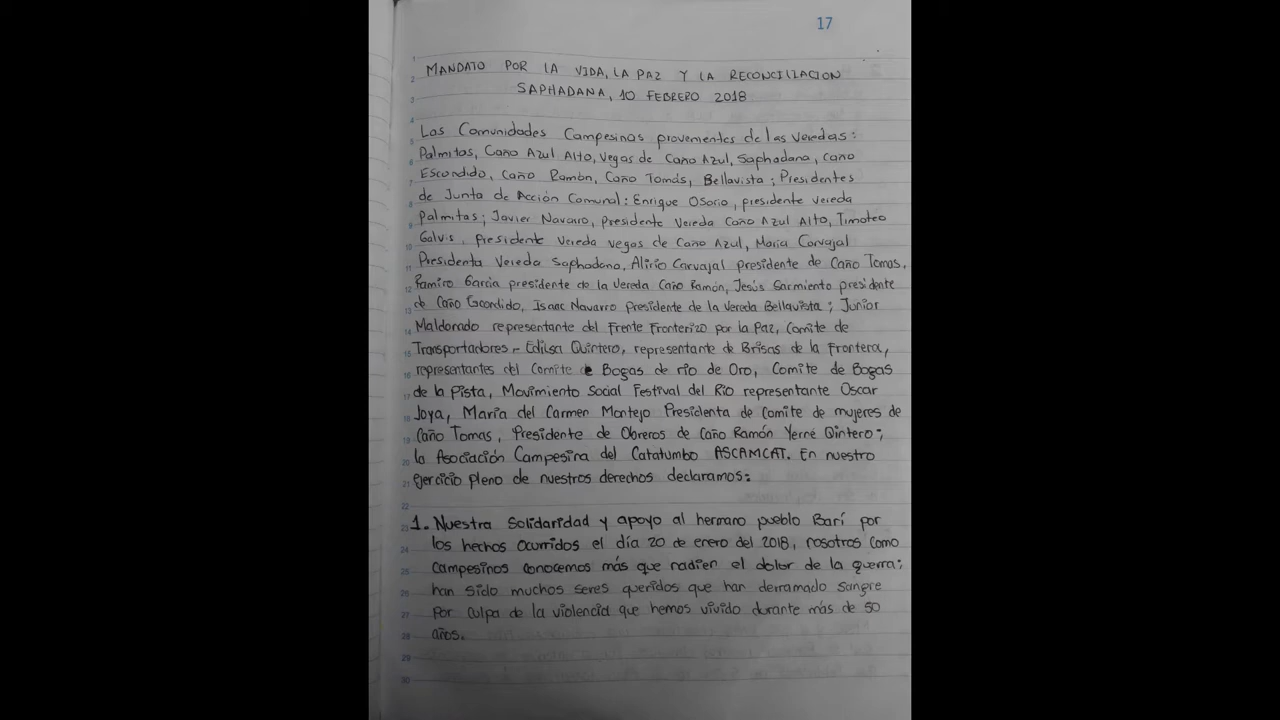 17
MANDATO POR LA VIDA, LA PAZ Y LA RECONCILIACION
SAPHADANA, 10 FEBRERO 2018
Las Comunidades Campesinas provementes de las Veredas:
Palmitas, Caño Azul Alto, Vegas de Caño Azul, Saphadana, caño
Escondido, Caño Ramón, Caño Tomás, Bellavista; Presidentes
de Junta de Acción Comunal: Enrique Osorio, presidente vereda
palmitas; Javier Navaro, presidente Vereda Caño Azul Alto, Timoteo
Galvis, presidente Vereda vegas de Caño Azul, Maria Carvajal
Presidenta Vereda Saphadana, Alirio Carvajal presidente de Caño Tomas,
Ramiro Garcia presidente de la Vereda Caño Ramón, Jesús Sarmiento presidente
de Caño Escondido, Isaac Navarro presidente de la Vereda Bellavista; Junior
Maldonado representante del Frente Fronterizo por la Paz, Comite de
Transportadores - Edilsa Quintero, representante de Brisas de la Frontera,
representantes del Comite de Bogas de rio de Oro, Comite de Bogas
de la Pista, Movimiento Social Festival del Rio representante Oscar
Joya, María del Carmen Montejo Presidenta de Comite de mujeres de
Caño Tomas, Presidente de Obreros de Caño Ramón Yerné Qintero;
la Asociación Campesina del Catatumbo ASCAMCAT. En nuestro
ejercicio pleno de nuestros derechos declaramos:
1. Nuestra Solidaridad y apoyo al hermano pueblo Barí por
los hechos ocurridos el día 20 de enero del 2018, nosotros como
campesinos conocemos más que nadien el dolor de la guerra;
han sido muchos seres queridos que han derramado sangre
por culpa de la violencia que hemos vivido durante más de 50
años.